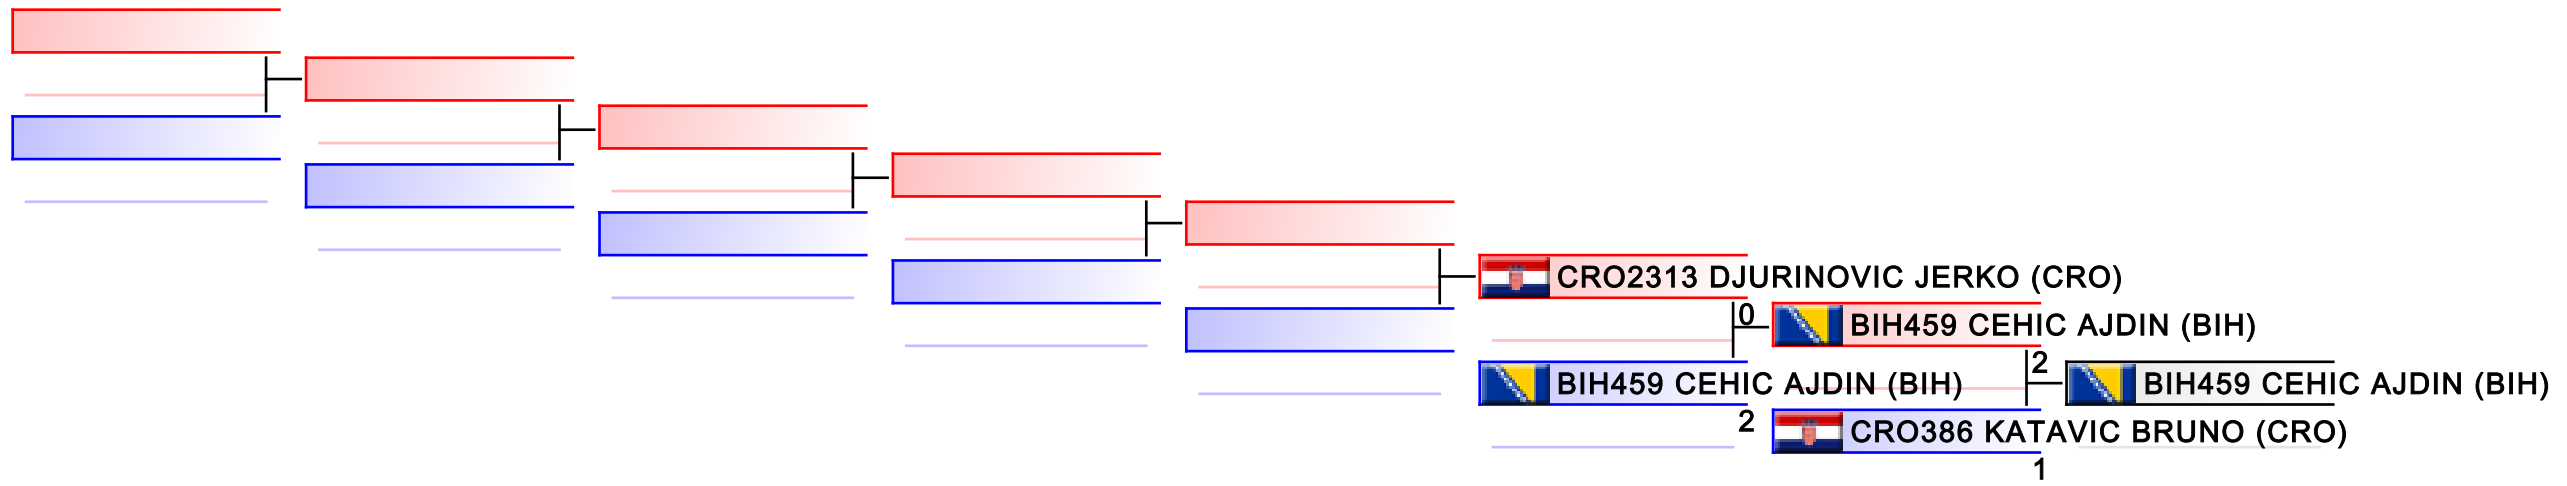 CRO2313 DJURINOVIC JERKO (CRO)
0
BIH459 CEHIC AJDIN (BIH)
2
BIH459 CEHIC AJDIN (BIH)
2
CRO386 KATAVIC BRUNO (CRO)
1
BIH459 CEHIC AJDIN (BIH)